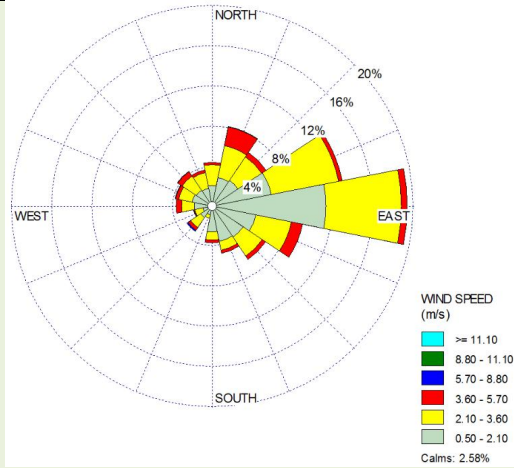 NORTH
20%
16%
12%
8%
4%
WEST
EAST
SOUTH
WIND SPEED
(m/s)
>= 11.10
8.80 - 11.10
5.70 - 8.80
3.60 - 5.70
2.10 - 3.60
0.50 - 2.10
Calms: 2.58%